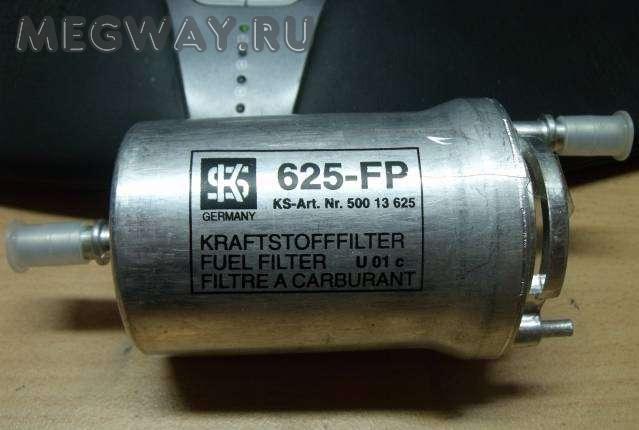 MEGWAY.RU
KS
GERMANY
625-FP
KS-Art. Nr. 500 13 625
KRAFTSTOFFFILTER
FUEL FILTER U 01 c
FILTRE A CARBURANT